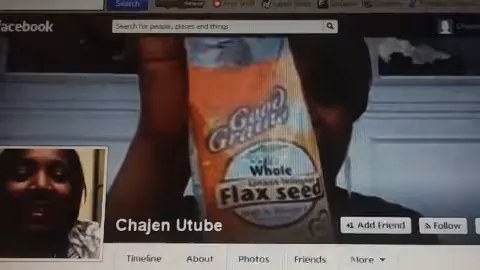 Search
facebook
Search for people, places and things
Good
Grains
Whole
Flax seed
Chajen Utube
Add Friend
Follow
Timeline
About
Photos
Friends
More